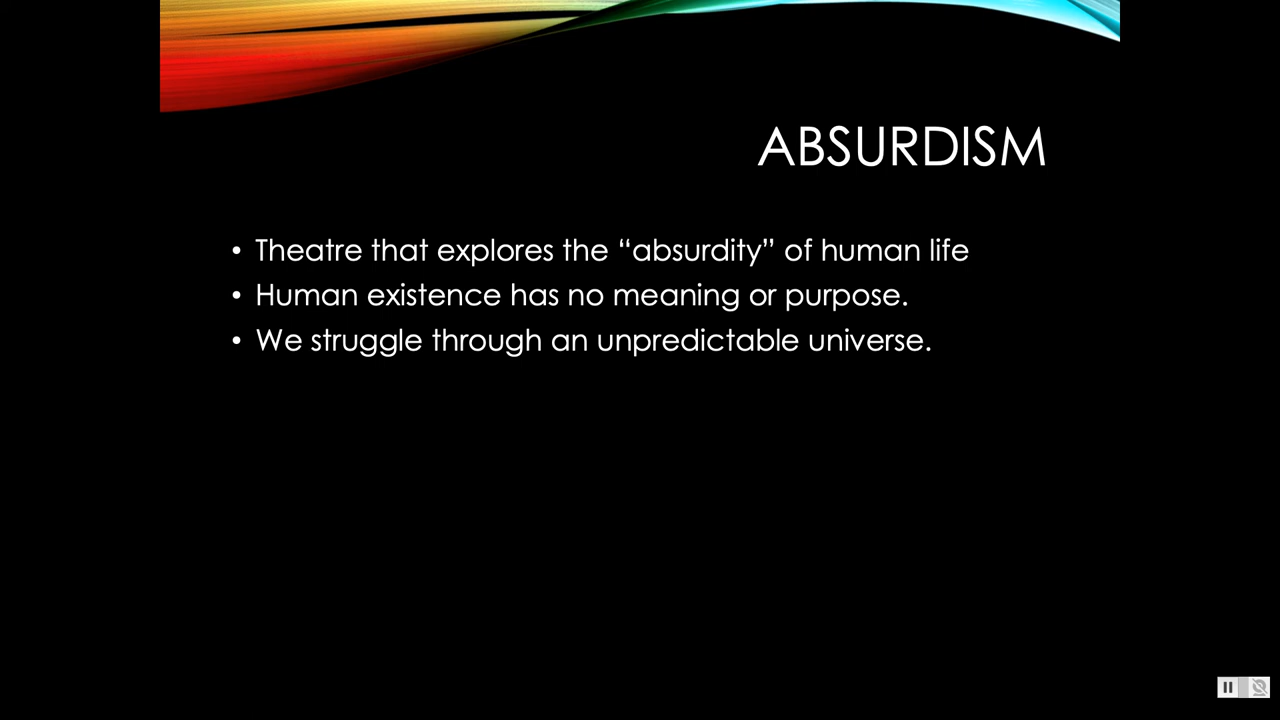 ABSURDISM
• Theatre that explores the “absurdity” of human life
• Human existence has no meaning or purpose.
• We struggle through an unpredictable universe.